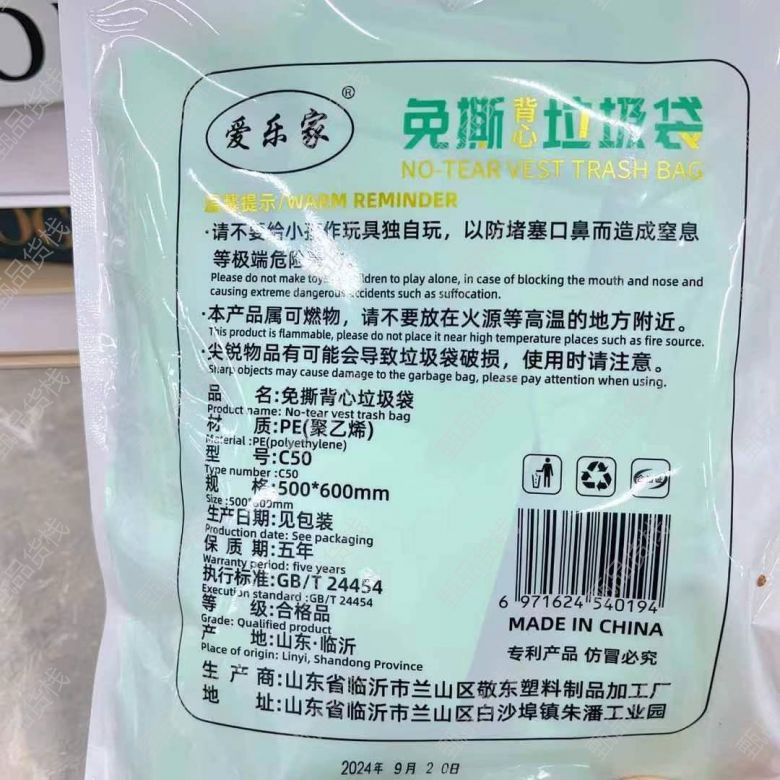 爱乐家®
免撕背心垃圾袋
NO-TEAR VEST TRASH BAG
温馨提示/WARM REMINDER
·请不要给小孩作玩具独自玩，以防堵塞口鼻而造成窒息
等极端危险
Please do not make toys children to play alone, in case of blocking the mouth and nose and
causing extreme dangerous accidents such as suffocation.
·本产品属可燃物，请不要放在火源等高温的地方附近。
This product is flammable, please do not place it near high temperature places such as fire source.
·尖锐物品有可能会导致垃圾袋破损，使用时请注意。
Sharp objects may cause damage to the garbage bag, please pay attention when using.
品名:免撕背心垃圾袋
Product name: No-tear vest trash bag
材质:PE(聚乙烯)
Material :PE(polyethylene)
型号:C50
Type number :C50
规格:500*600mm
Size :500*600mm
生产日期:见包装
Production date: See packaging
保质期:五年
Warranty period: five years
执行标准:GB/T 24454
Execution standard :GB/T 24454
等级:合格品
Grade: Qualified product
产地:山东·临沂
Place of origin: Linyi, Shandong Province
生产商:山东省临沂市兰山区敬东塑料制品加工厂
地址:山东省临沂市兰山区白沙埠镇朱潘工业园
6 971624 540194
MADE IN CHINA
专利产品 仿冒必究
2024年 9月 20日